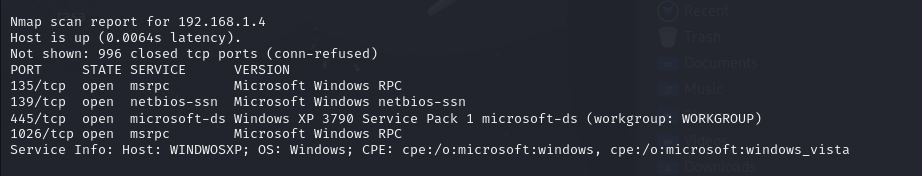 Recent
Nmap scan report for 192.168.1.4
Host is up (0.0064s latency).
Trash
Not shown: 996 closed tcp ports (conn-refused)
Documents
PORT     STATE SERVICE      VERSION
135/tcp  open  msrpc        Microsoft Windows RPC
Music
139/tcp  open  netbios-ssn  Microsoft Windows netbios-ssn
445/tcp  open  microsoft-ds Windows XP 3790 Service Pack 1 microsoft-ds (workgroup: WORKGROUP)
1026/tcp open  msrpc        Microsoft Windows RPC
Service Info: Host: WINDWOSXP; OS: Windows; CPE: cpe:/o:microsoft:windows, cpe:/o:microsoft:windows_vista
Downloads